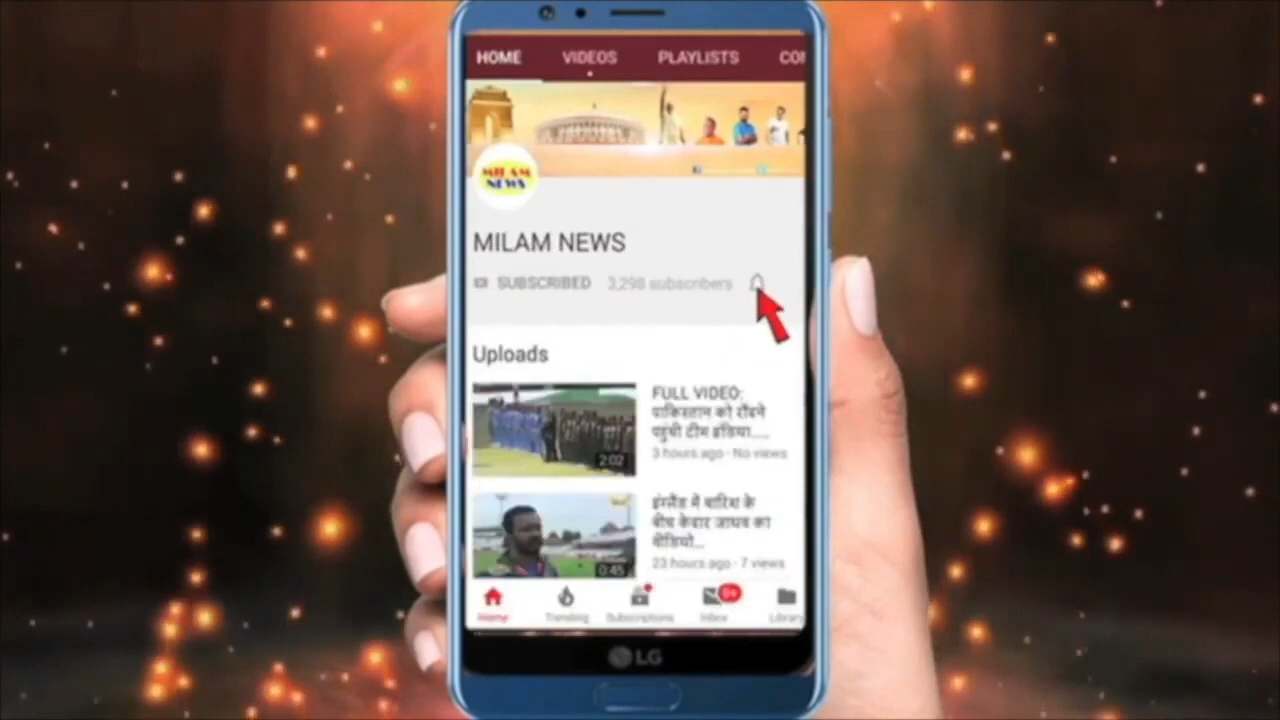 HOME VIDEOS PLAYLISTS
MILAM
NEWS
MILAM NEWS
SUBSCRIBED 3,298 subscribers
Uploads
FULL VIDEO:
पाकिस्तान को रौंदने
पहुंची टीम इंडिया....
3 hours ago · No views
2:02
इंग्लैंड में बारिश के
बीच केदार जाधव का
वीडियो...
23 hours ago · 7 views
0:45
Home Trending Subscriptions Inbox 9+ Library
LG